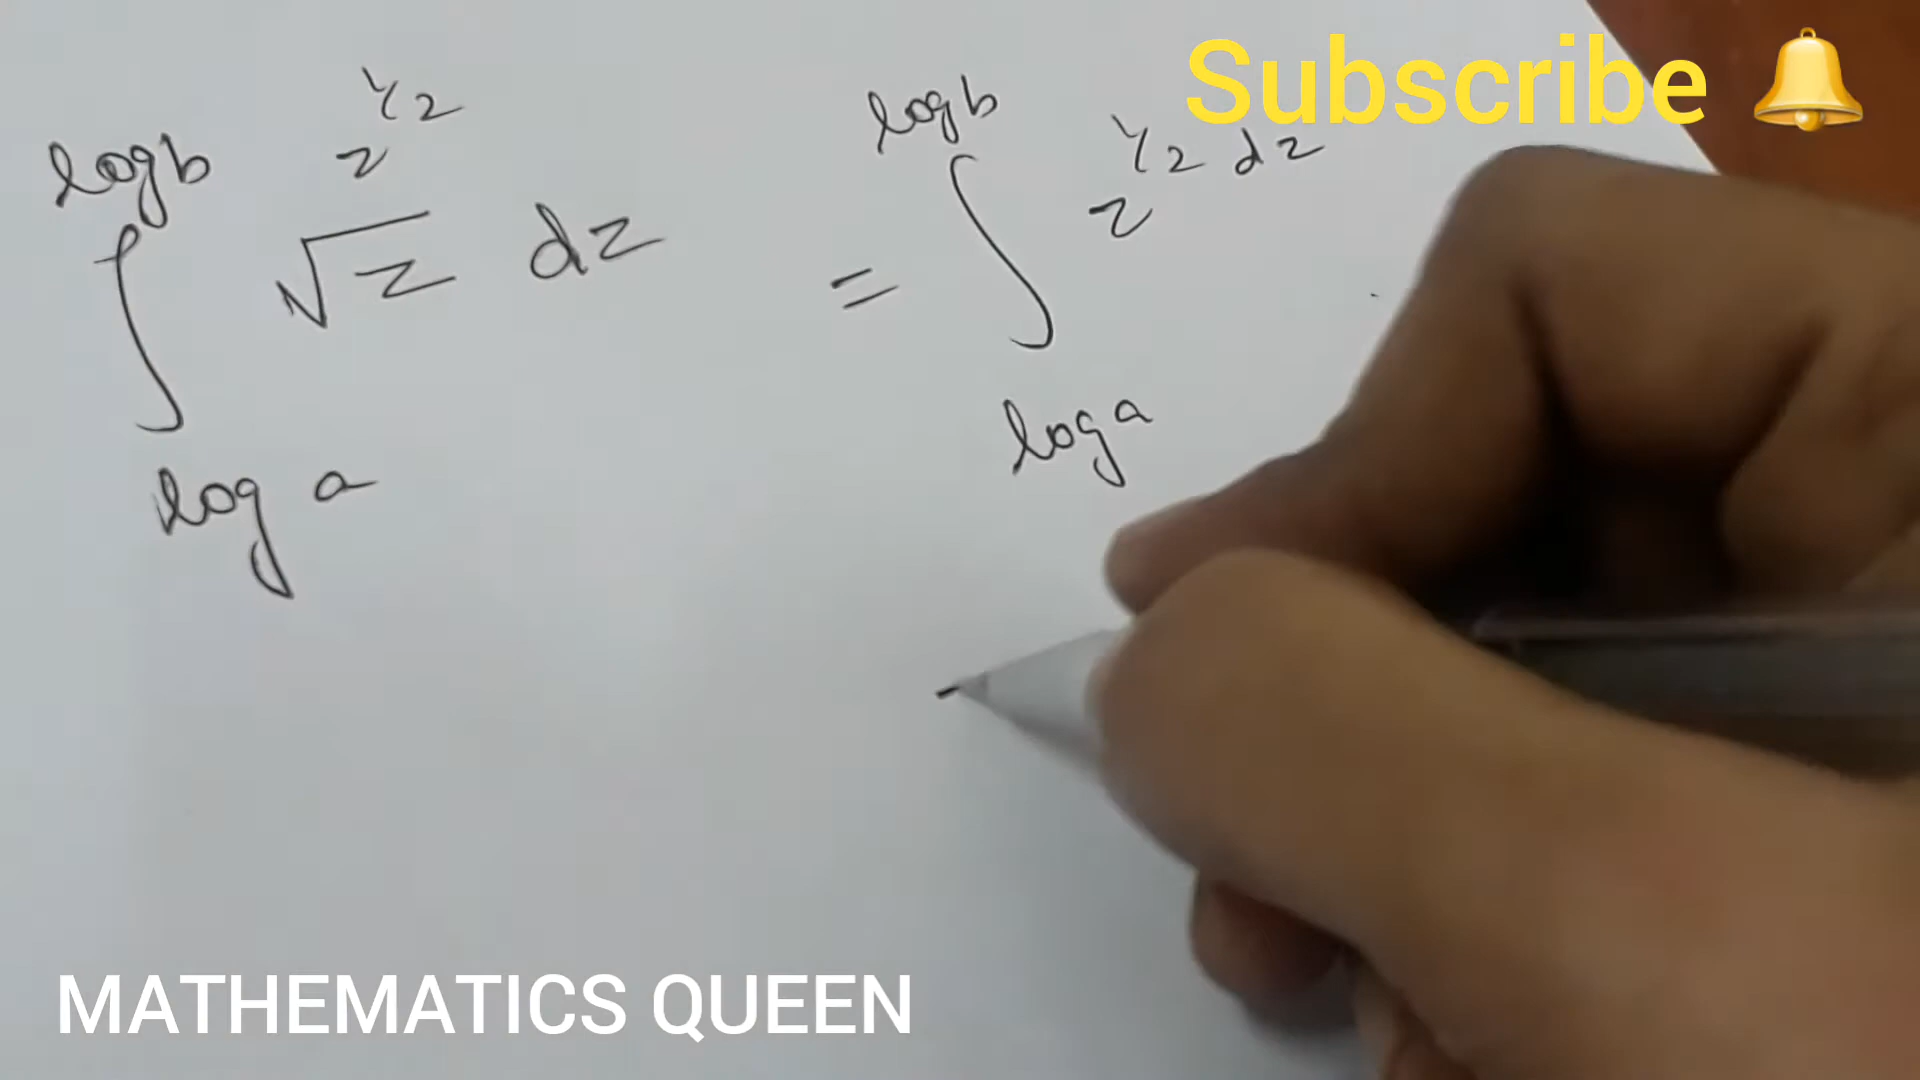 Subscribe 🔔
z^1/2
∫_{log a}^{log b} √z dz = ∫_{log a}^{log b} z^1/2 dz
MATHEMATICS QUEEN